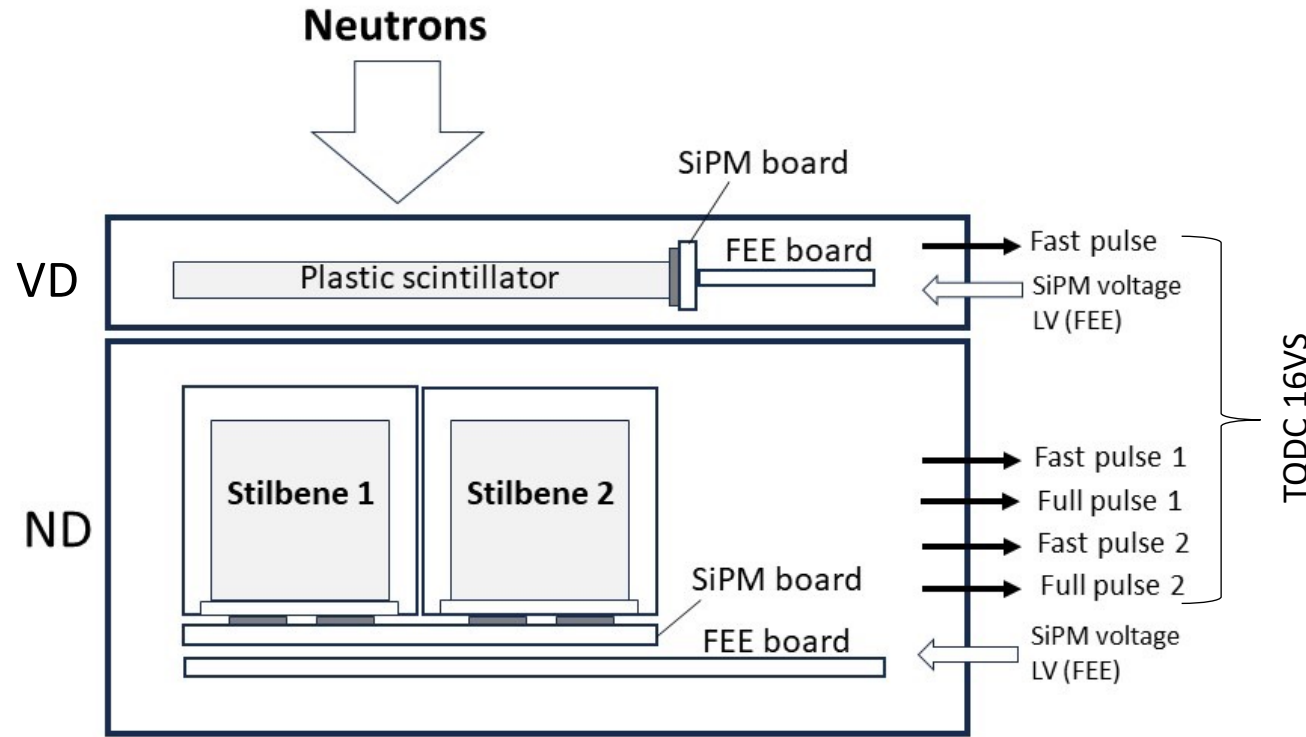 Neutrons
SiPM board
FEE board
Plastic scintillator
VD
Fast pulse
SiPM voltage
LV (FEE)
TQDC 16VS
ND
Stilbene 1
Stilbene 2
Fast pulse 1
Full pulse 1
Fast pulse 2
Full pulse 2
SiPM board
FEE board
SiPM voltage
LV (FEE)